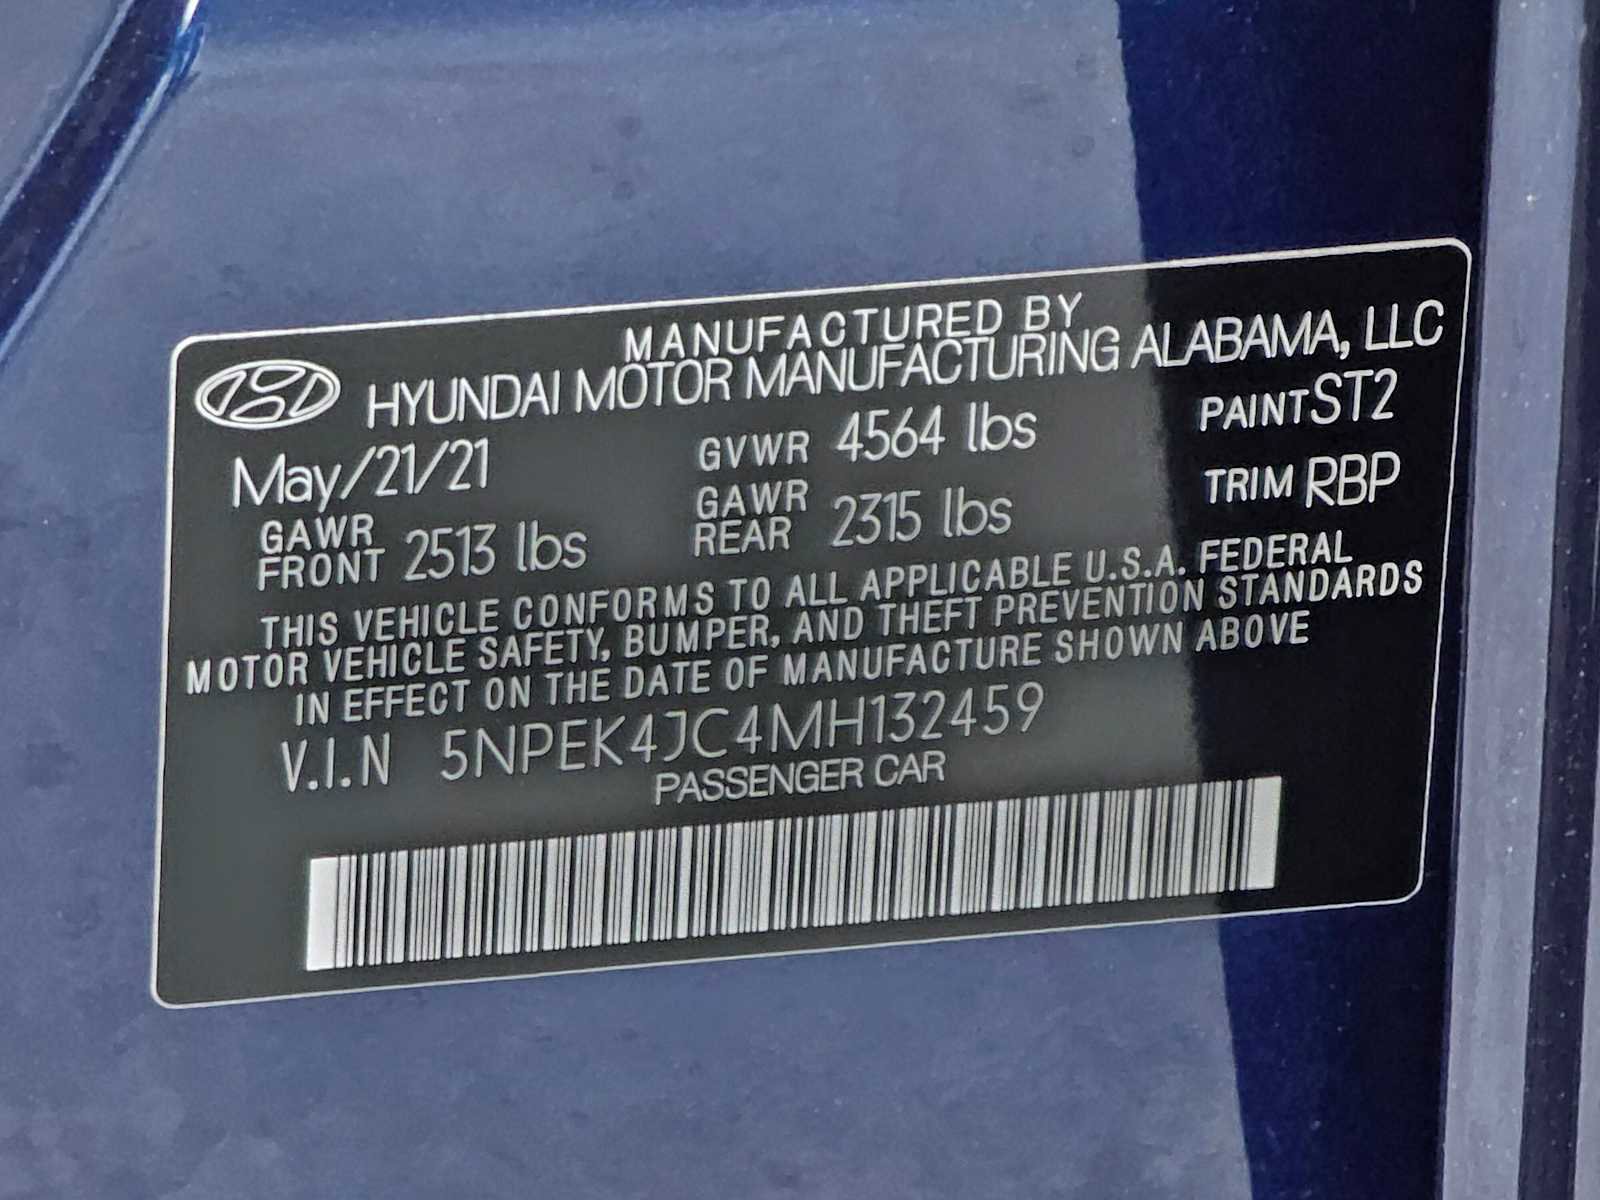 MANUFACTURED BY
HYUNDAI MOTOR MANUFACTURING ALABAMA, LLC
May/21/21 GVWR 4564 lbs PAINT ST2
GAWR FRONT 2513 lbs GAWR REAR 2315 lbs TRIM RBP
THIS VEHICLE CONFORMS TO ALL APPLICABLE U.S.A. FEDERAL
MOTOR VEHICLE SAFETY, BUMPER, AND THEFT PREVENTION STANDARDS
IN EFFECT ON THE DATE OF MANUFACTURE SHOWN ABOVE
V.I.N 5NPEK4JC4MH132459
PASSENGER CAR